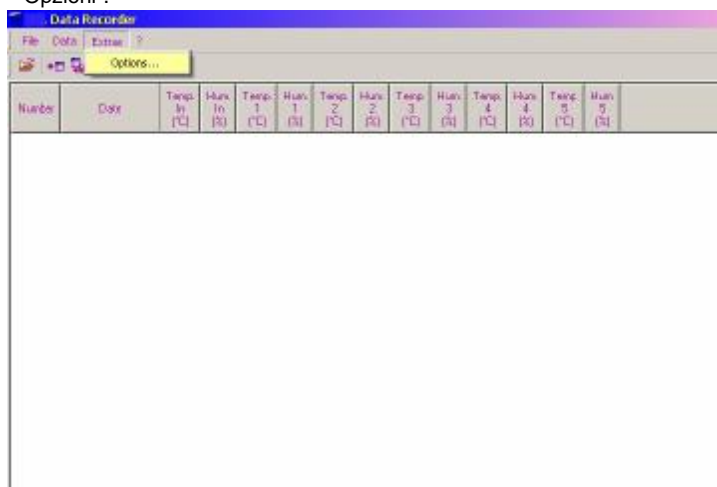 "Opzioni".
Data Recorder
File Data Extras ?
Options...
Number Date Temp. In (°C) Hum. In (%) Temp. 1 (°C) Hum. 1 (%) Temp. 2 (°C) Hum. 2 (%) Temp. 3 (°C) Hum. 3 (%) Temp. 4 (°C) Hum. 4 (%) Temp. 5 (°C) Hum. 5 (%)